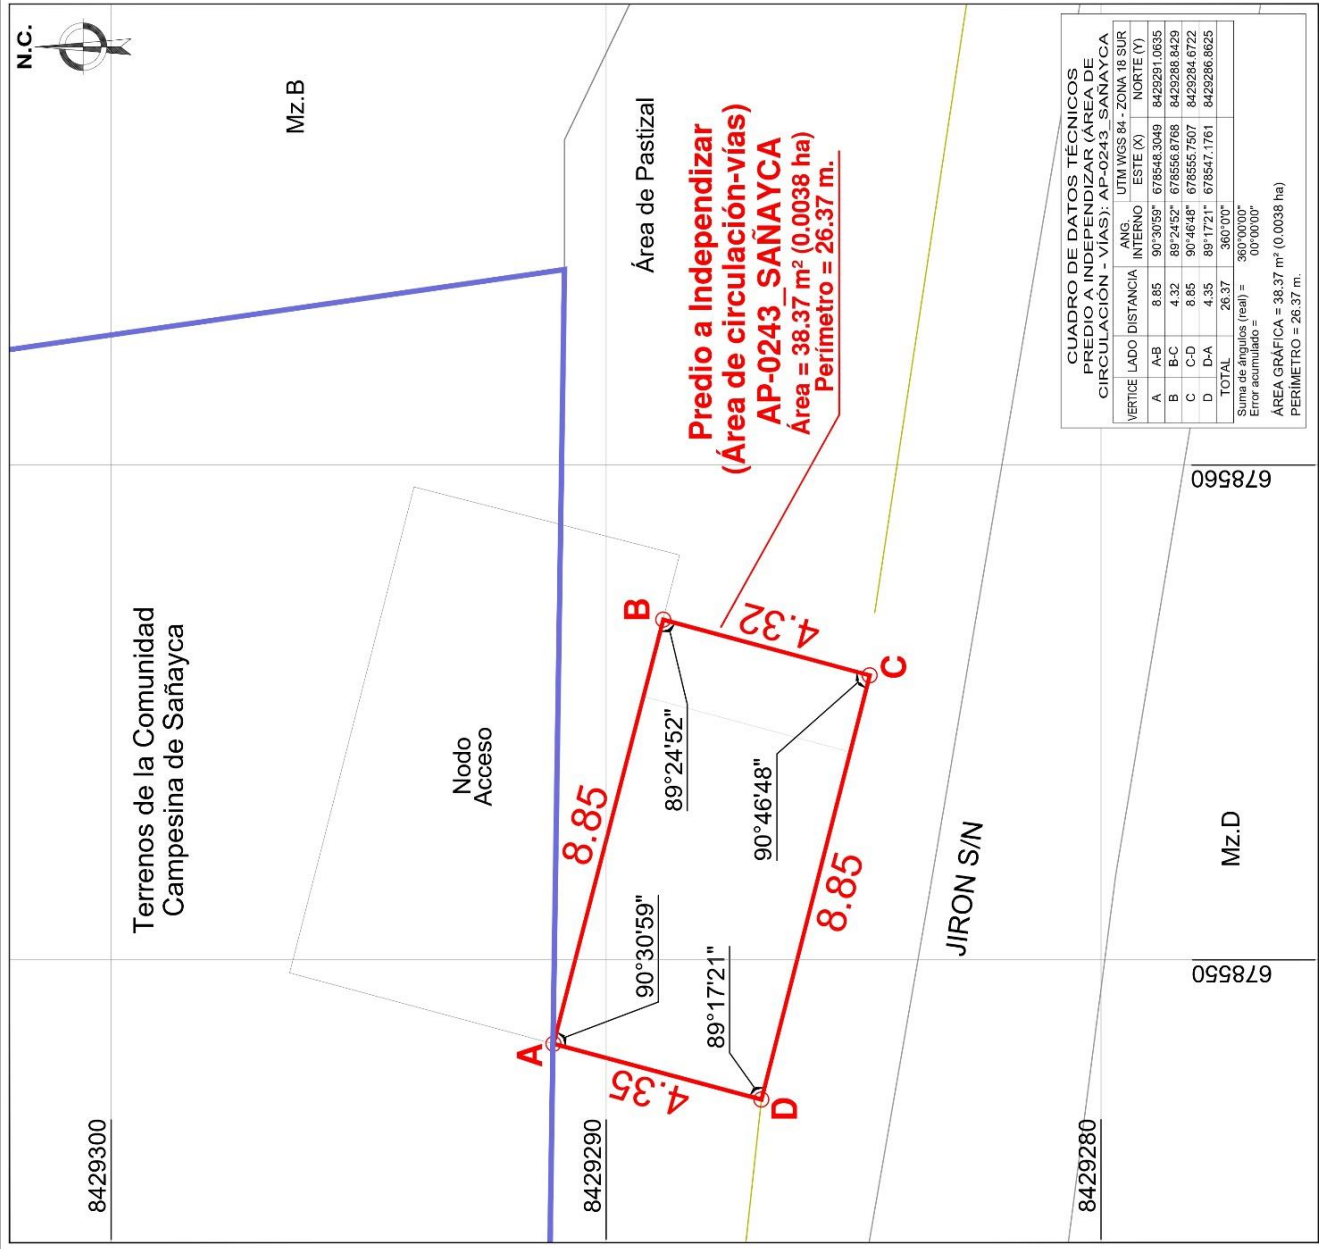 N.C.
Mz.B
Terrenos de la Comunidad
Campesina de Sañayca
Área de Pastizal
Nodo
Acceso
Predio a Independizar
(Área de circulación-vías)
AP-0243_SAÑAYCA
Área = 38.37 m² (0.0038 ha)
Perímetro = 26.37 m.
A
B
C
D
8.85
4.32
8.85
4.35
90°30'59"
89°24'52"
90°46'48"
89°17'21"
JIRON S/N
Mz.D
8429300
8429290
8429280
678550
678560
CUADRO DE DATOS TÉCNICOS
PREDIO A INDEPENDIZAR (ÁREA DE
CIRCULACIÓN - VÍAS): AP-0243_SAÑAYCA
VERTICE LADO DISTANCIA ANG. INTERNO UTM WGS 84 - ZONA 18 SUR ESTE (X) NORTE (Y)
A A-B 8.85 90°30'59" 678548.3049 8429291.0635
B B-C 4.32 89°24'52" 678556.8768 8429288.8429
C C-D 8.85 90°46'48" 678555.7507 8429284.6722
D D-A 4.35 89°17'21" 678547.1761 8429286.8625
TOTAL 26.37 360°0'0"
Suma de ángulos (real) = 360°00'00"
Error acumulado = 00°00'00"
ÁREA GRÁFICA = 38.37 m² (0.0038 ha)
PERÍMETRO = 26.37 m.